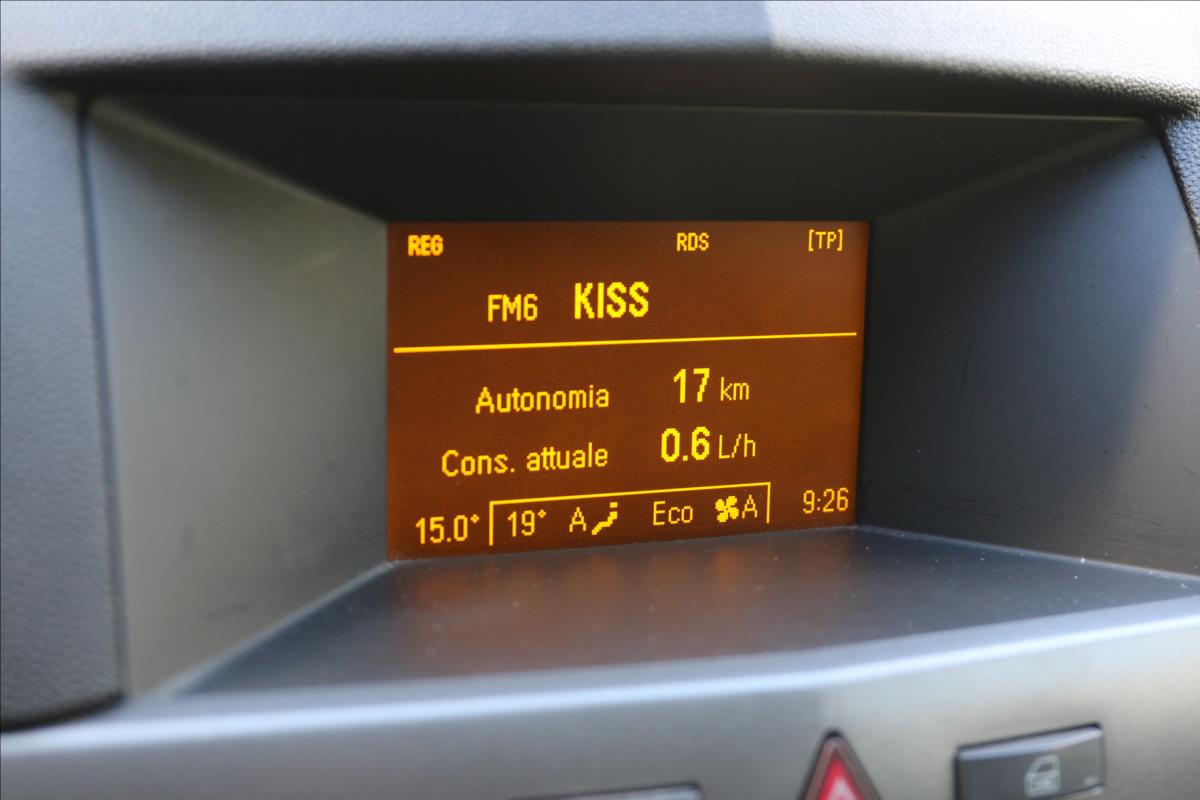 REG RDS [TP]
FM6 KISS
Autonomia 17 km
Cons. attuale 0.6 L/h
15.0° 19° A Eco A 9:26